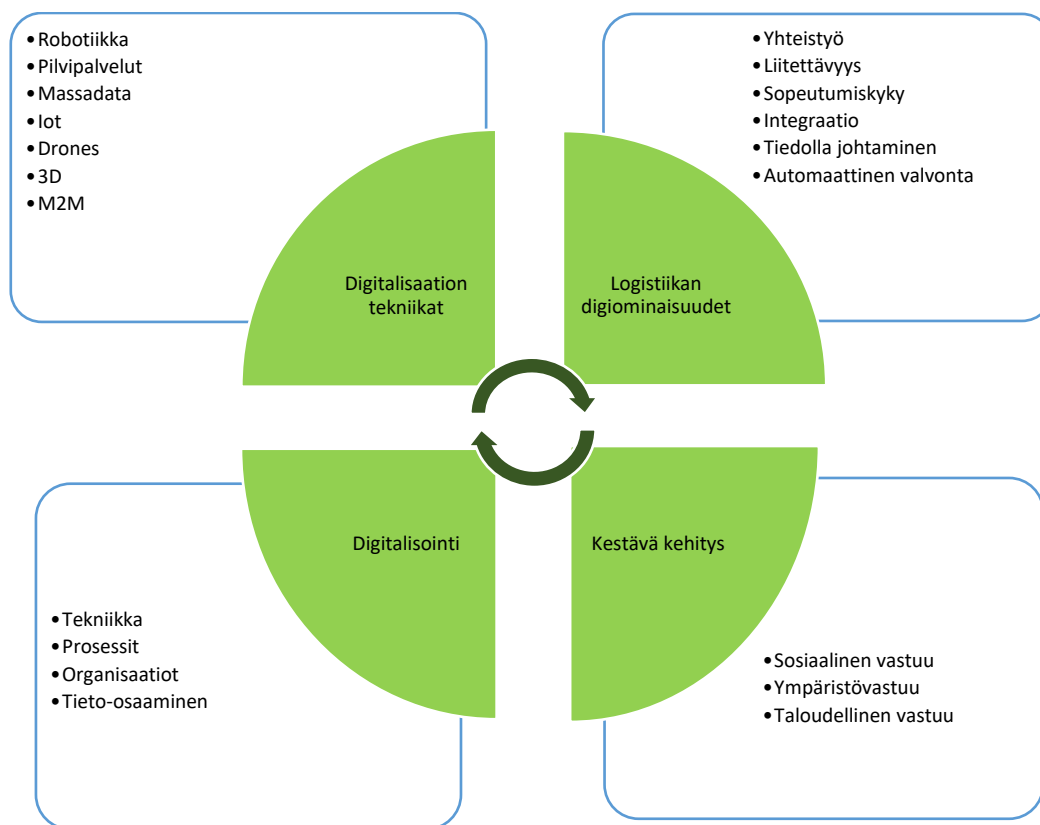 •Robotiikka
•Pilvipalvelut
•Massadata
•Iot
•Drones
•3D
•M2M
•Yhteistyö
•Liitettävyys
•Sopeutumiskyky
•Integraatio
•Tiedolla johtaminen
•Automaattinen valvonta
Digitalisaation
tekniikat
Logistiikan
digiominaisuudet
Digitalisointi
Kestävä kehitys
•Tekniikka
•Prosessit
•Organisaatiot
•Tieto-osaaminen
•Sosiaalinen vastuu
•Ympäristövastuu
•Taloudellinen vastuu